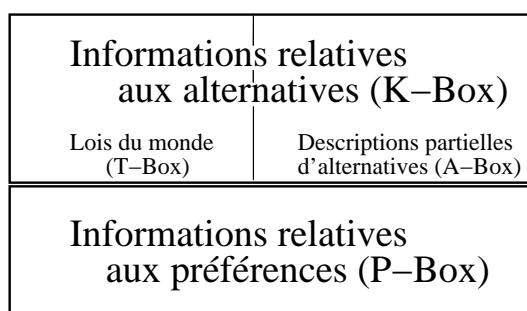 Informations relatives
aux alternatives (K–Box)
Lois du monde
(T–Box)
Descriptions partielles
d'alternatives (A–Box)
Informations relatives
aux préférences (P–Box)